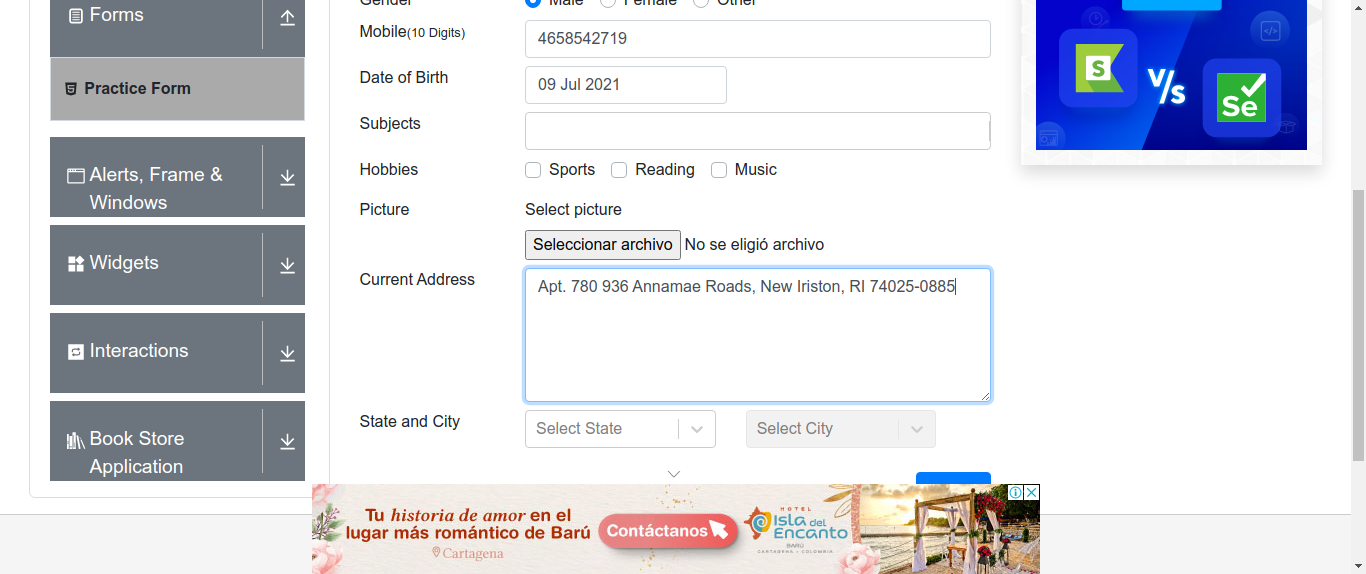 Forms
Practice Form
Alerts, Frame &
Windows
Widgets
Interactions
Book Store
Application
Gender Male Female Other
Mobile(10 Digits) 4658542719
Date of Birth 09 Jul 2021
Subjects
Hobbies Sports Reading Music
Picture Select picture
Seleccionar archivo No se eligió archivo
Current Address Apt. 780 936 Annamae Roads, New Iriston, RI 74025-0885
State and City Select State Select City
S V/s Se
Tu historia de amor en el
lugar más romántico de Barú
Cartagena
Contáctanos
HOTEL
Isla del
Encanto
BARÚ
CARTAGENA - COLOMBIA